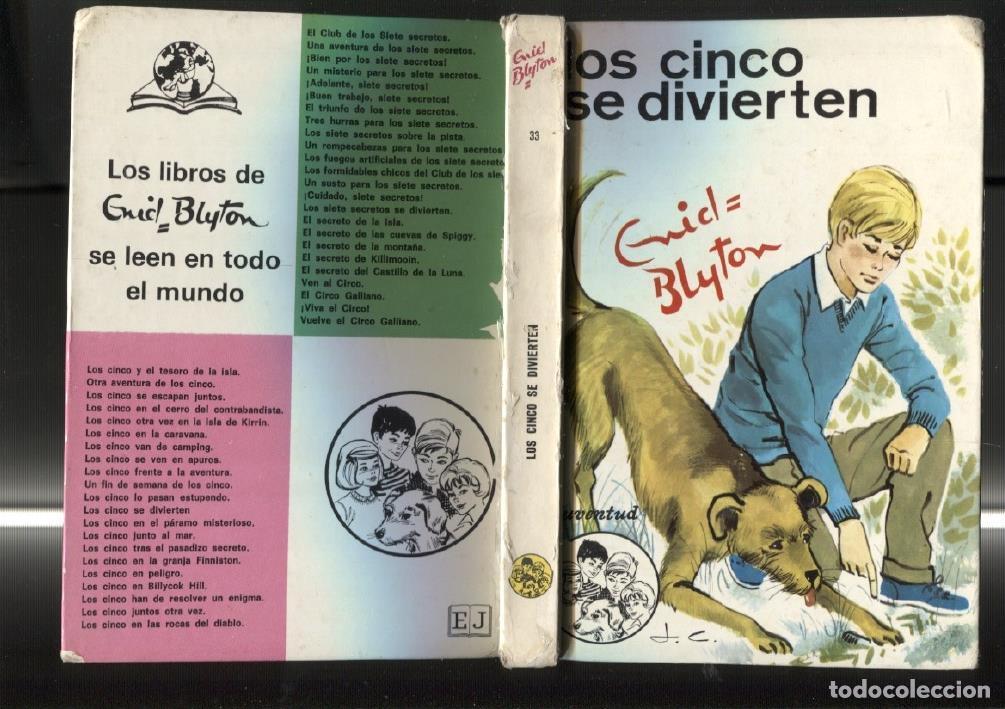 Los libros de
Enid Blyton
se leen en todo
el mundo
El Club de los Siete secretos.
Una aventura de los siete secretos.
¡Bien por los siete secretos!
Un misterio para los siete secretos.
¡Adelante, siete secretos!
¡Buen trabajo, siete secretos!
El triunfo de los siete secretos.
Tres hurras para los siete secretos.
Los siete secretos sobre la pista.
Un rompecabezas para los siete secretos
Los fuegos artificiales de los siete secreto
Los formidables chicos del Club de los sie
Un susto para los siete secretos.
¡Cuidado, siete secretos!
Los siete secretos se divierten.
El secreto de la isla.
El secreto de las cuevas de Spiggy.
El secreto de la montaña.
El secreto de Killimooin.
El secreto del Castillo de la Luna.
Ven al Circo.
El Circo Galliano.
¡Viva el Circo!
Vuelve el Circo Galliano.
Los cinco y el tesoro de la isla.
Otra aventura de los cinco.
Los cinco se escapan juntos.
Los cinco en el cerro del contrabandista.
Los cinco otra vez en la isla de Kirrin.
Los cinco en la caravana.
Los cinco van de camping.
Los cinco se ven en apuros.
Los cinco frente a la aventura.
Un fin de semana de los cinco.
Los cinco lo pasan estupendo.
Los cinco se divierten
Los cinco en el páramo misterioso.
Los cinco junto al mar.
Los cinco tras el pasadizo secreto.
Los cinco en la granja Finniston.
Los cinco en peligro.
Los cinco en Billycok Hill.
Los cinco han de resolver un enigma.
Los cinco juntos otra vez.
Los cinco en las rocas del diablo.
EJ
Enid
Blyton
33
LOS CINCO SE DIVIERTEN
los cinco
se divierten
Enid
Blyton
uventud
J.C.
todocoleccion